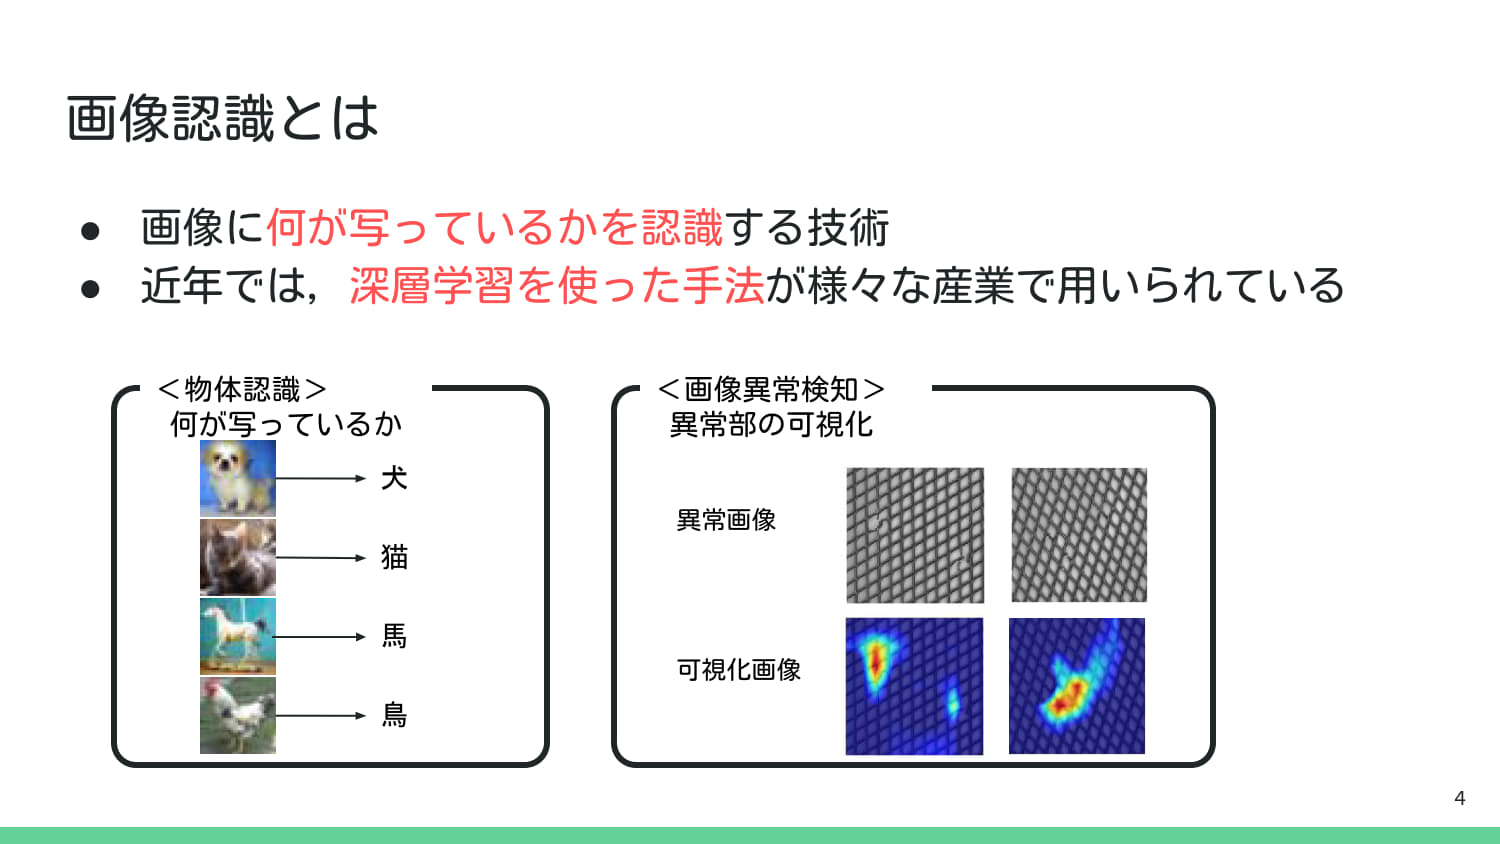 画像認識とは
● 画像に何が写っているかを認識する技術
● 近年では，深層学習を使った手法が様々な産業で用いられている
＜物体認識＞
何が写っているか
犬
猫
馬
鳥
＜画像異常検知＞
異常部の可視化
異常画像
可視化画像
4